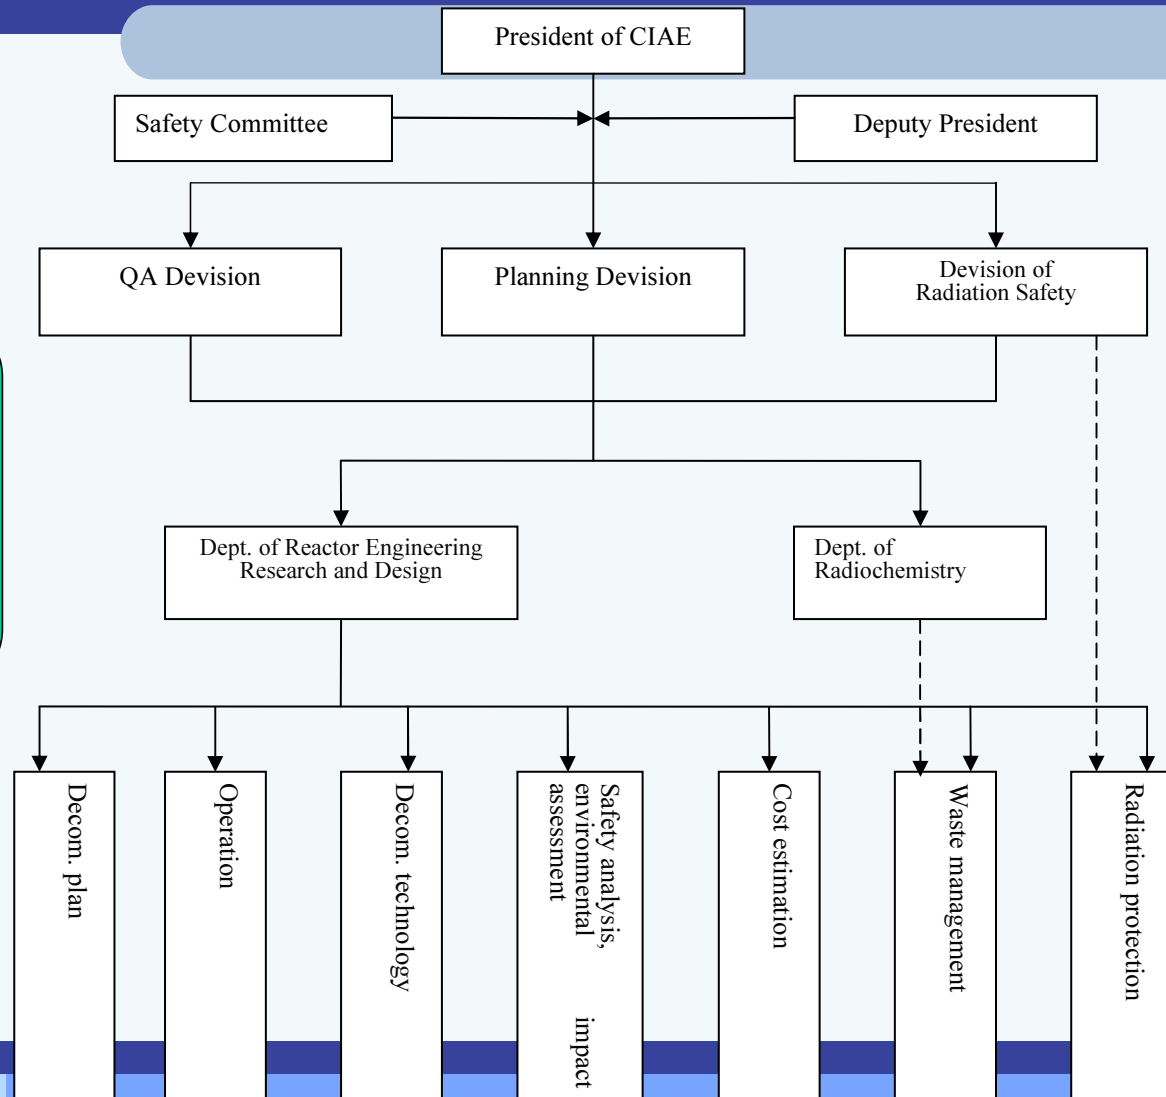 President of CIAE
Safety Committee
Deputy President
QA Devision
Planning Devision
Devision of
Radiation Safety
Dept. of Reactor Engineering
Research and Design
Dept. of
Radiochemistry
Decom. plan
Operation
Decom. technology
Safety analysis,
environmental impact
assessment
Cost estimation
Waste management
Radiation protection